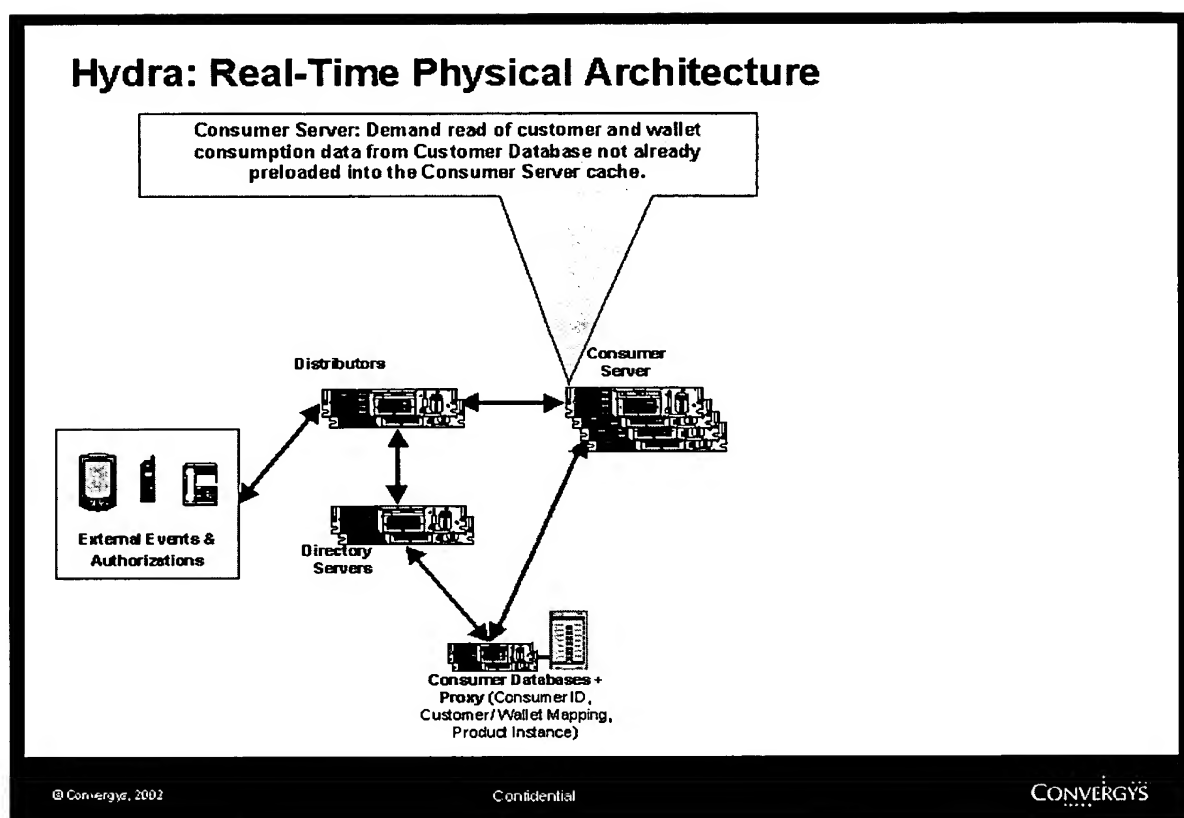 Hydra: Real-Time Physical Architecture
Consumer Server: Demand read of customer and wallet
consumption data from Customer Database not already
preloaded into the Consumer Server cache.
Distributors
Consumer
Server
External Events &
Authorizations
Directory
Servers
Consumer Databases +
Proxy (Consumer ID,
Customer/Wallet Mapping,
Product Instance)
© Convergys, 2002
Confidential
CONVERGYS